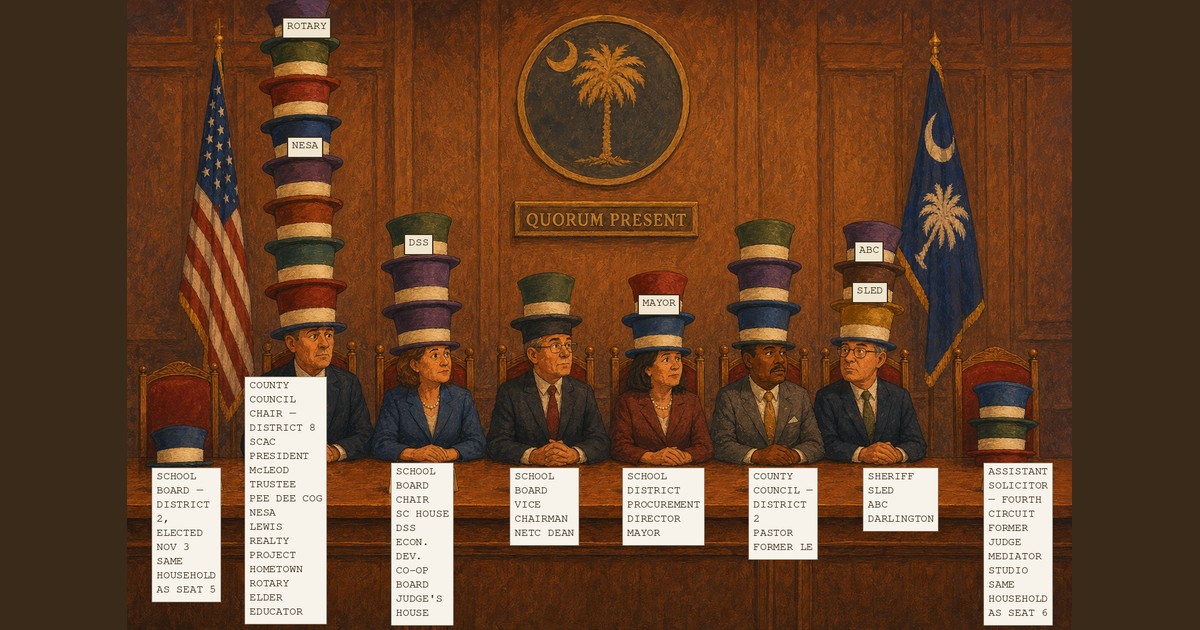 ROTARY
NESA
DSS
QUORUM PRESENT
MAYOR
ABC
SLED
SCHOOL
BOARD —
DISTRICT
2,
ELECTED
NOV 3
SAME
HOUSEHOLD
AS SEAT 5
COUNTY
COUNCIL
CHAIR —
DISTRICT 8
SCAC
PRESIDENT
McLEOD
TRUSTEE
PEE DEE COG
NESA
LEWIS
REALTY
PROJECT
HOMETOWN
ROTARY
ELDER
EDUCATOR
SCHOOL
BOARD
CHAIR
SC HOUSE
DSS
ECON.
DEV.
CO-OP
BOARD
JUDGE'S
HOUSE
SCHOOL
BOARD
VICE
CHAIRMAN
NETC DEAN
SCHOOL
DISTRICT
PROCUREMENT
DIRECTOR
MAYOR
COUNTY
COUNCIL —
DISTRICT
2
PASTOR
FORMER LE
SHERIFF
SLED
ABC
DARLINGTON
ASSISTANT
SOLICITOR
— FOURTH
CIRCUIT
FORMER
JUDGE
MEDIATOR
STUDIO
SAME
HOUSEHOLD
AS SEAT 6